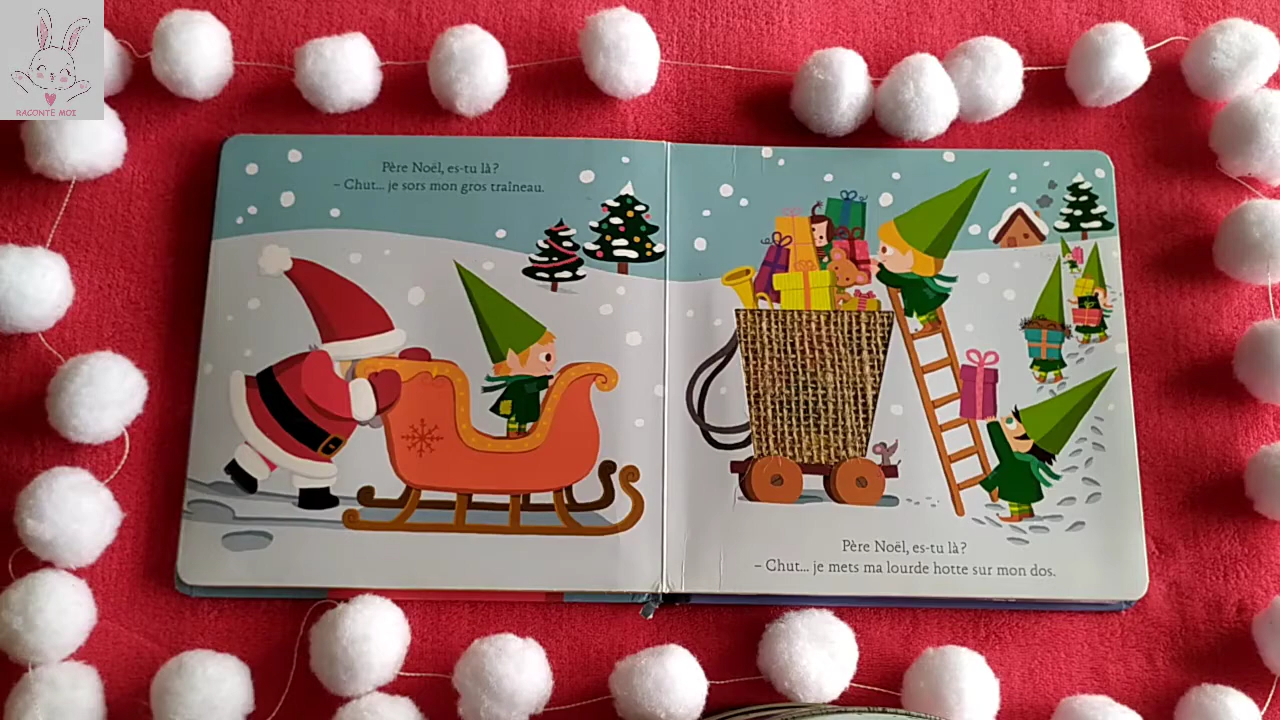 RACONTE MOI
Père Noël, es-tu là?
– Chut... je sors mon gros traîneau.
Père Noël, es-tu là?
– Chut... je mets ma lourde hotte sur mon dos.